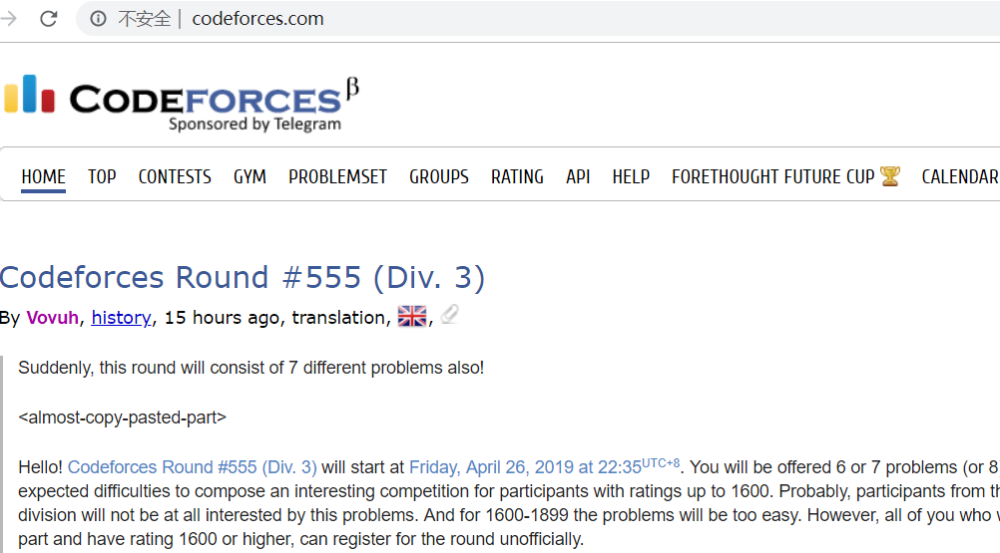 不安全 | codeforces.com
CODEFORCES β
Sponsored by Telegram
HOME TOP CONTESTS GYM PROBLEMSET GROUPS RATING API HELP FORETHOUGHT FUTURE CUP CALENDAR
Codeforces Round #555 (Div. 3)
By Vovuh, history, 15 hours ago, translation, ,
Suddenly, this round will consist of 7 different problems also!
<almost-copy-pasted-part>
Hello! Codeforces Round #555 (Div. 3) will start at Friday, April 26, 2019 at 22:35UTC+8. You will be offered 6 or 7 problems (or 8
expected difficulties to compose an interesting competition for participants with ratings up to 1600. Probably, participants from
division will not be at all interested by this problems. And for 1600-1899 the problems will be too easy. However, all of you who
part and have rating 1600 or higher, can register for the round unofficially.